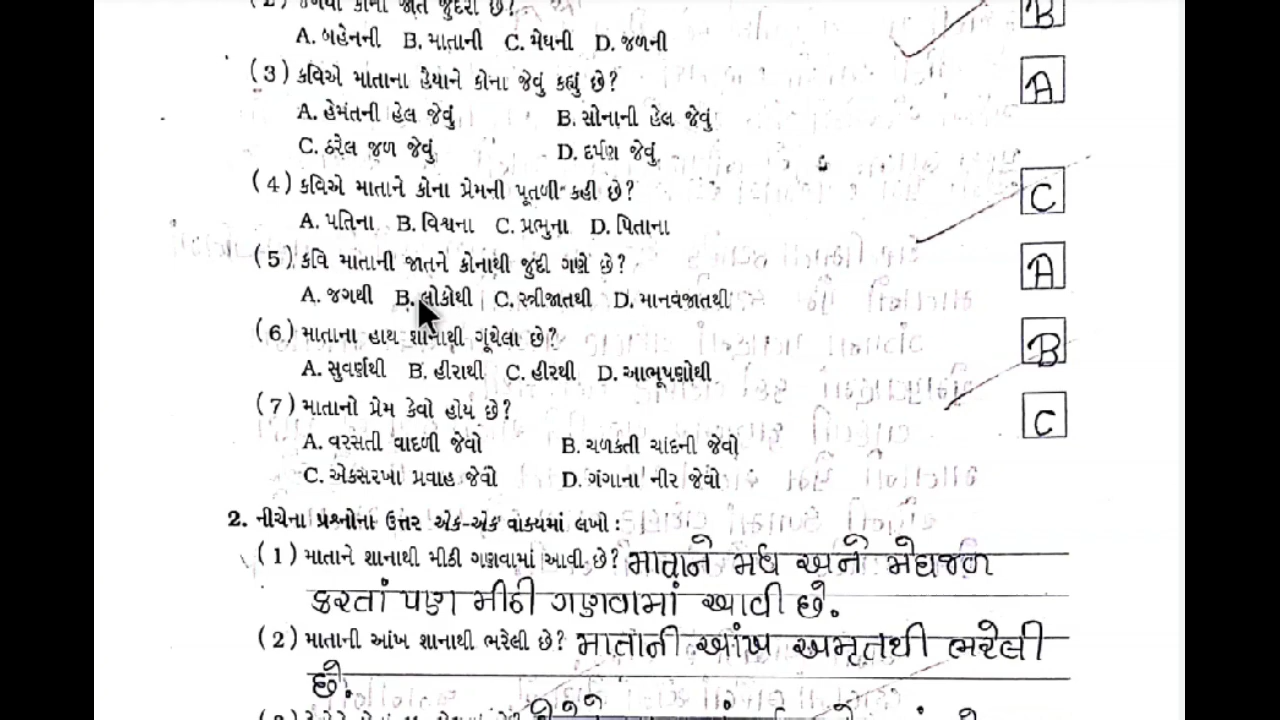 (2) જનની કોની જાત જુદેરી છે? B
A. બહેનની B. માતાની C. મેઘની D. જળની
(3) કવિએ માતાના હૈયાને કોના જેવું કહ્યું છે? A
A. હેમંતની હેલ જેવું B. સોનાની હેલ જેવું
C. ઠરેલ જળ જેવું D. દર્પણ જેવું
(4) કવિએ માતાને કોના પ્રેમની પૂતળી કહી છે? C
A. પતિના B. વિશ્વના C. પ્રભુના D. પિતાના
(5) કવિ માતાની જાતને કોનાથી જુદી ગણે છે? A
A. જગથી B. લોકોથી C. સ્ત્રીજાતથી D. માનવજાતથી
(6) માતાના હાથ શાનાથી ગૂંથેલા છે? B
A. સુવર્ણથી B. હીરાથી C. હીરથી D. આભૂષણોથી
(7) માતાનો પ્રેમ કેવો હોય છે? C
A. વરસતી વાદળી જેવો B. ચળકતી ચાંદની જેવો
C. એકસરખા પ્રવાહ જેવો D. ગંગાના નીર જેવો
2. નીચેના પ્રશ્નોના ઉત્તર એક-એક વાક્યમાં લખો :
(1) માતાને શાનાથી મીઠી ગણવામાં આવી છે? માતાને મધ અને મેઘજળ
કરતાં પણ મીઠી ગણવામાં આવી છે.
(2) માતાની આંખ શાનાથી ભરેલી છે? માતાની આંખ અમૃતથી ભરેલી
છે.